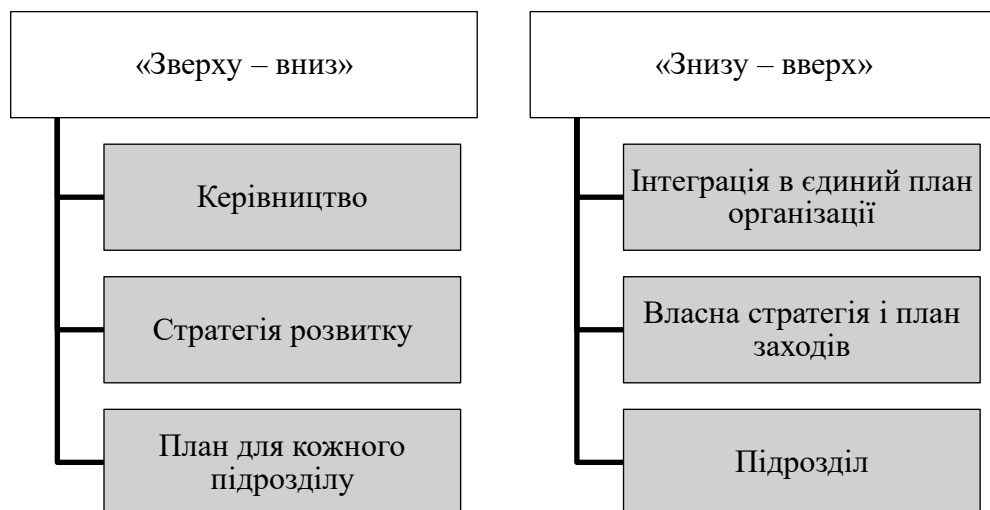 «Зверху – вниз»
Керівництво
Стратегія розвитку
План для кожного
підрозділу
«Знизу – вверх»
Інтеграція в єдиний план
організації
Власна стратегія і план
заходів
Підрозділ